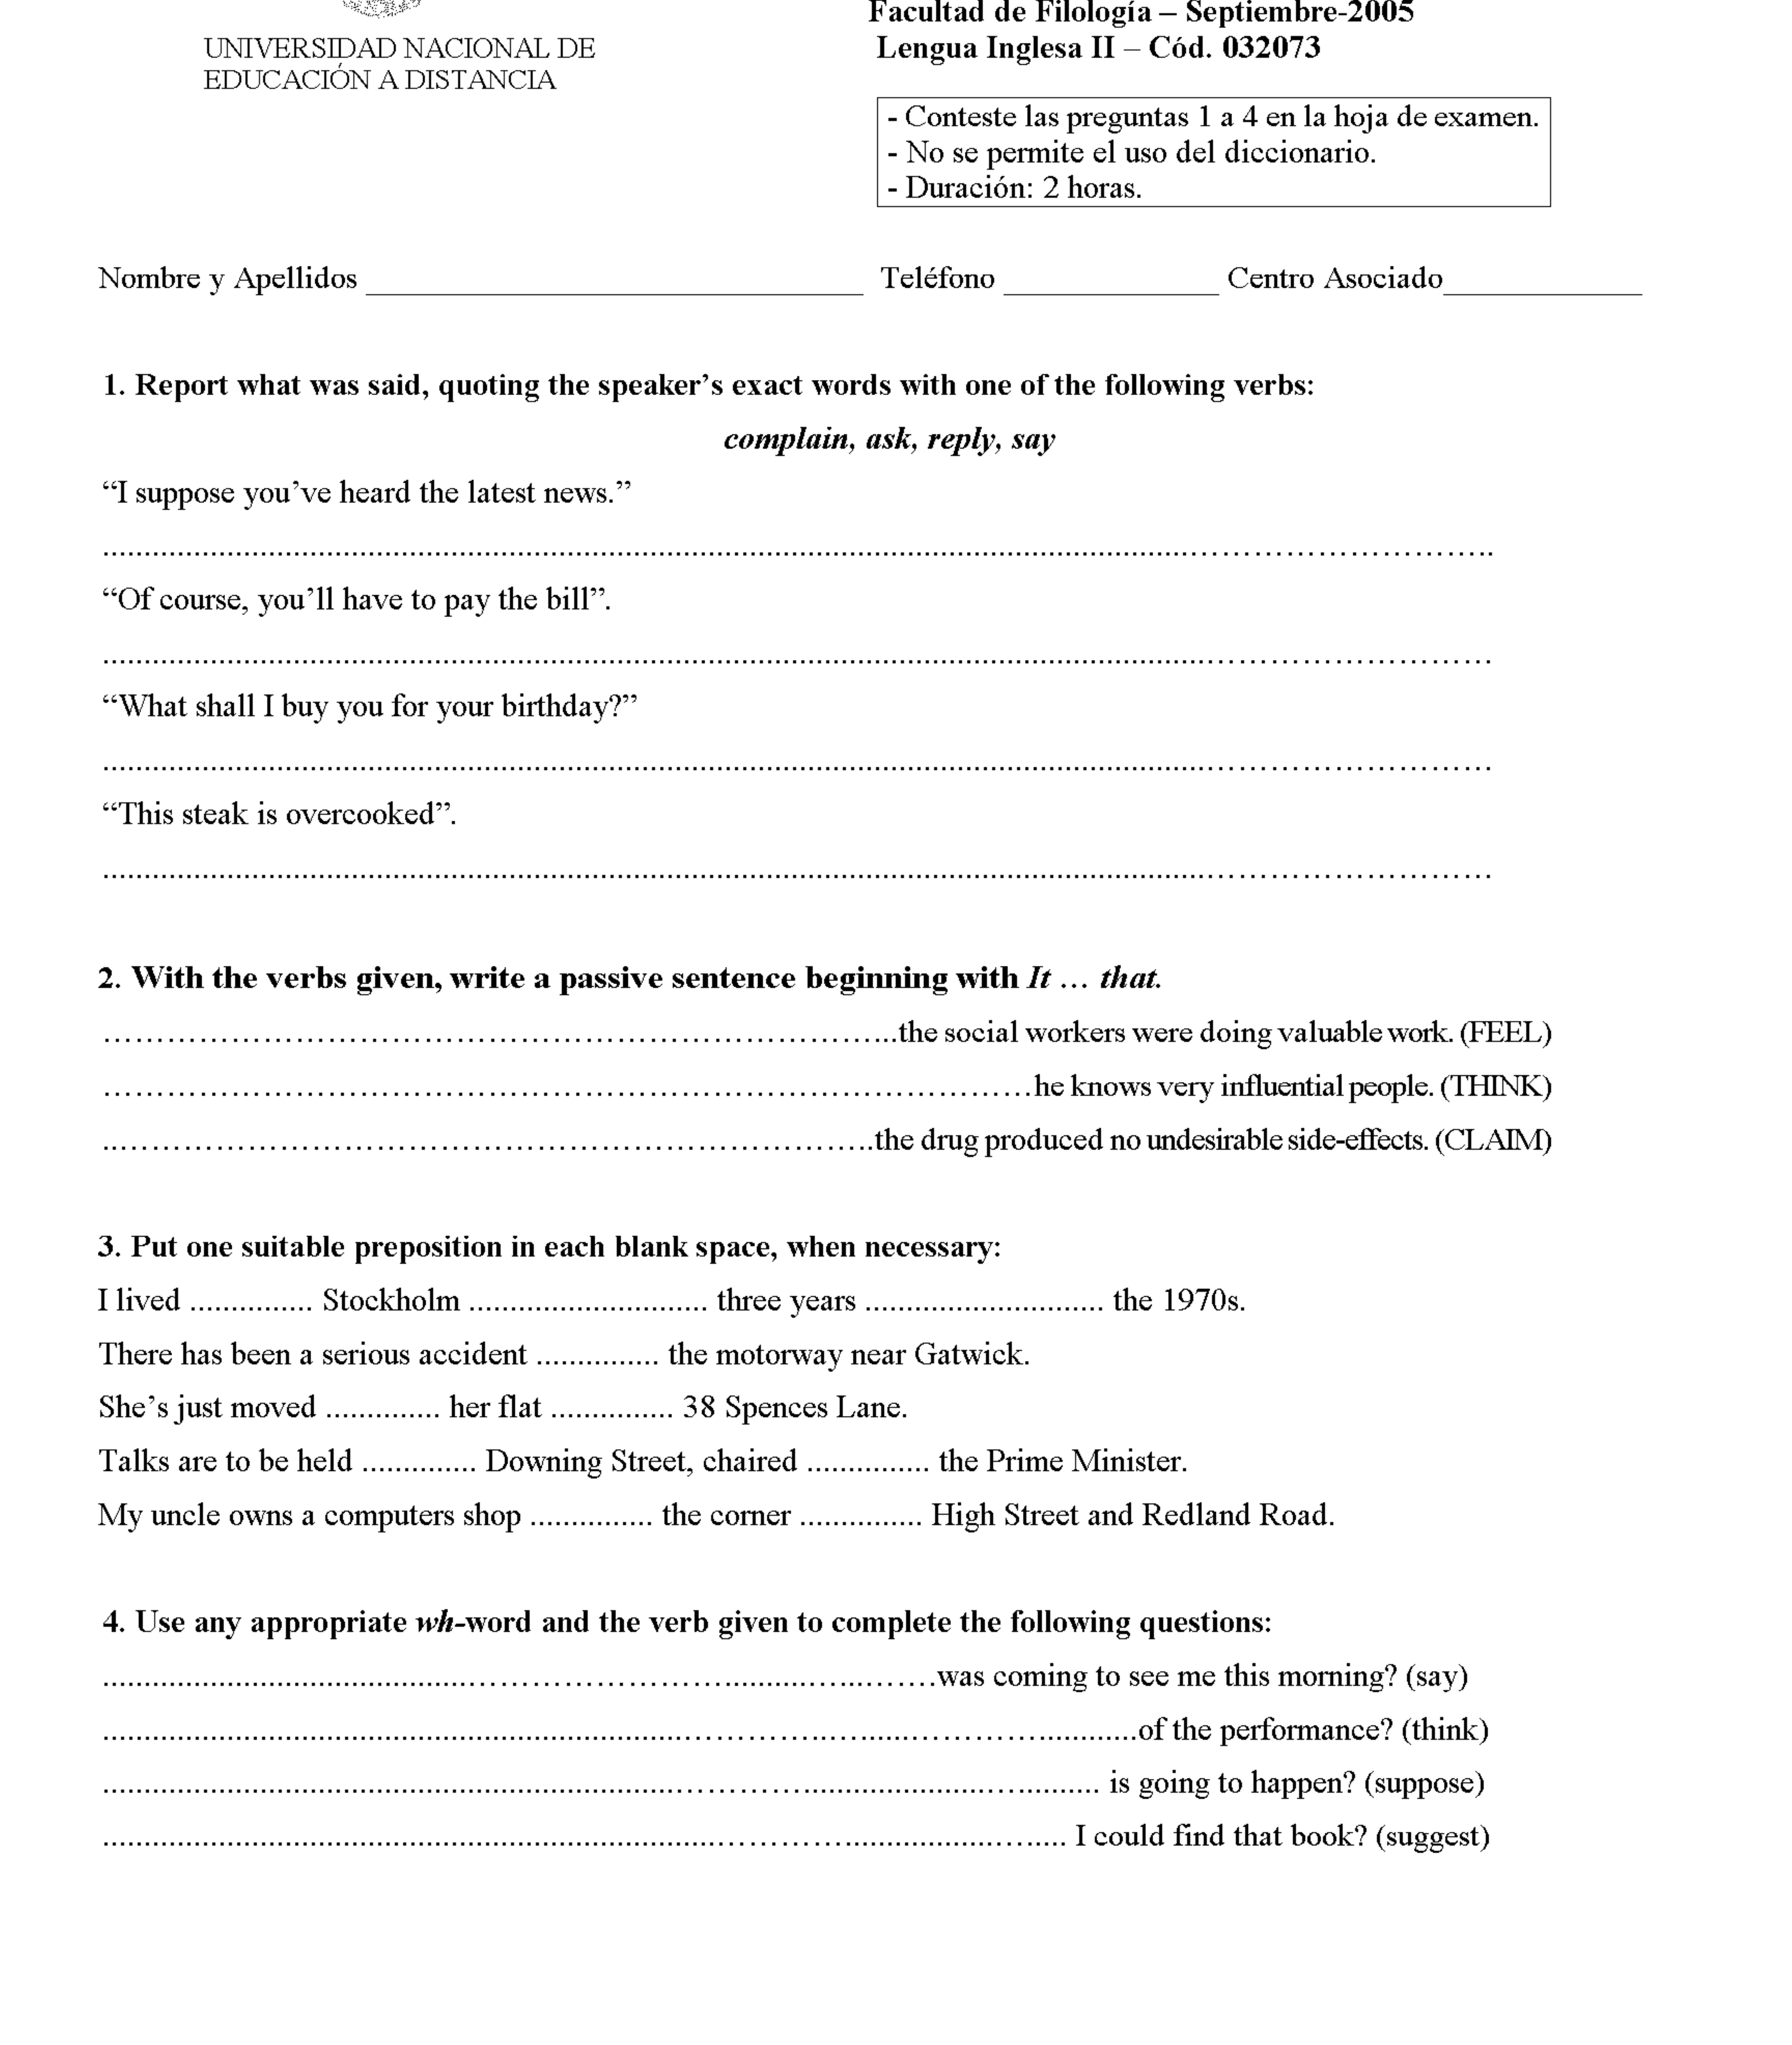 Facultad de Filología – Septiembre-2005
UNIVERSIDAD NACIONAL DE
EDUCACIÓN A DISTANCIA
Lengua Inglesa II – Cód. 032073
- Conteste las preguntas 1 a 4 en la hoja de examen.
- No se permite el uso del diccionario.
- Duración: 2 horas.
Nombre y Apellidos ______________________________ Teléfono _____________ Centro Asociado____________
1. Report what was said, quoting the speaker’s exact words with one of the following verbs:
complain, ask, reply, say
“I suppose you’ve heard the latest news.”
“Of course, you’ll have to pay the bill”.
“What shall I buy you for your birthday?”
“This steak is overcooked”.
2. With the verbs given, write a passive sentence beginning with It … that.
……………………………………………..the social workers were doing valuable work. (FEEL)
……………………………………………………he knows very influential people. (THINK)
……………………………………………the drug produced no undesirable side-effects. (CLAIM)
3. Put one suitable preposition in each blank space, when necessary:
I lived ............... Stockholm ............................. three years ............................. the 1970s.
There has been a serious accident ............... the motorway near Gatwick.
She’s just moved .............. her flat ............... 38 Spences Lane.
Talks are to be held .............. Downing Street, chaired ............... the Prime Minister.
My uncle owns a computers shop ............... the corner ............... High Street and Redland Road.
4. Use any appropriate wh-word and the verb given to complete the following questions:
..................................................was coming to see me this morning? (say)
..................................................of the performance? (think)
.................................................. is going to happen? (suppose)
.................................................. I could find that book? (suggest)